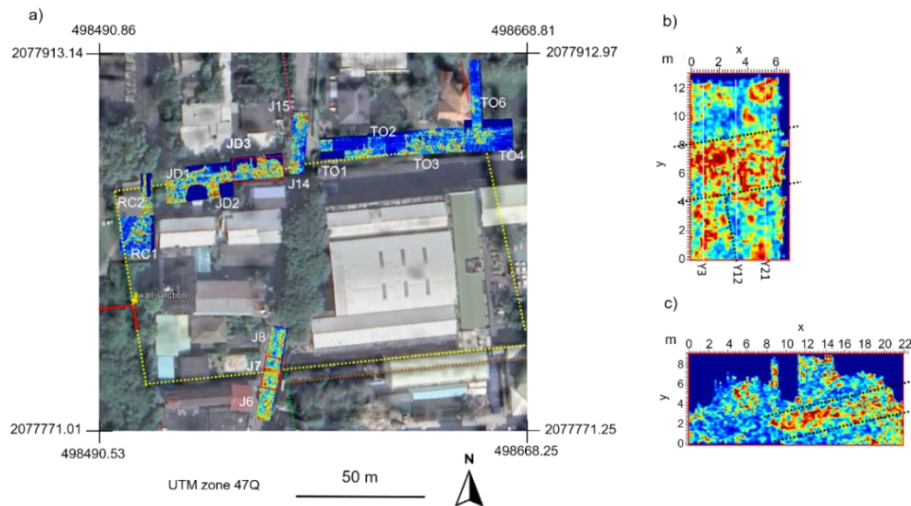 a)
498490.86
498668.81
2077913.14
2077912.97
J15
TO6
JD3
TO2
JD1
TO1
TO3
TO4
J14
RC2
JD2
RC1
wall junction
J8
J7
J6
2077771.01
2077771.25
498490.53
498668.25
UTM zone 47Q
50 m
N
b)
x
m
0 2 4 6
12
10
8
y
6
4
2
0
Y3
Y12
Y21
c)
x
m
0 2 4 6 8 10 12 14 16 18 20 22
8
6
y
4
2
0